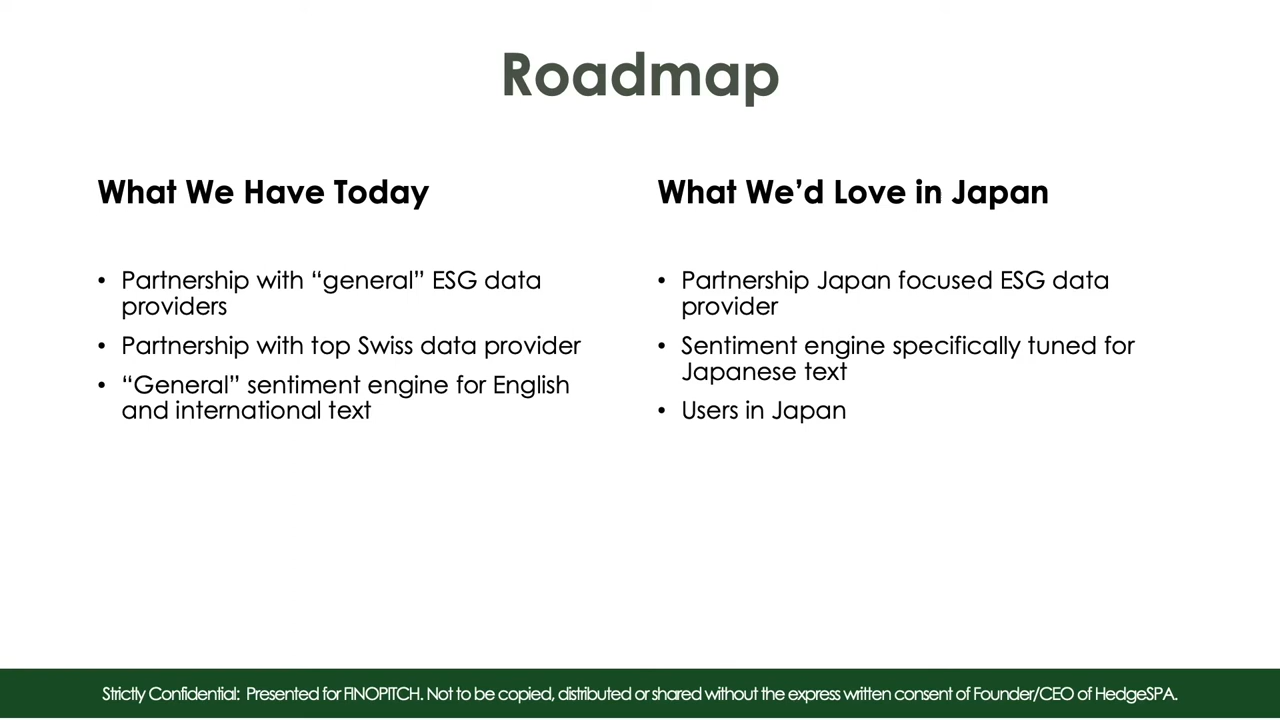 Roadmap
What We Have Today
• Partnership with “general” ESG data
providers
• Partnership with top Swiss data provider
• “General” sentiment engine for English
and international text
What We’d Love in Japan
• Partnership Japan focused ESG data
provider
• Sentiment engine specifically tuned for
Japanese text
• Users in Japan
Strictly Confidential: Presented for FINOPITCH. Not to be copied, distributed or shared without the express written consent of Founder/CEO of HedgeSPA.